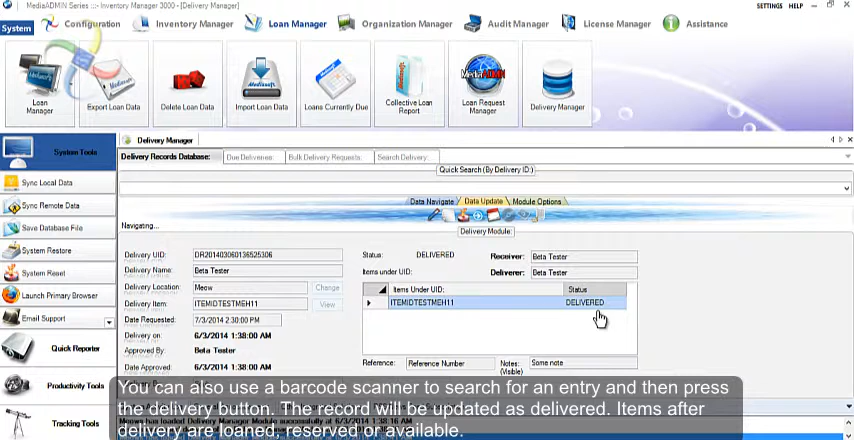 MediaADMIN Series :::- Inventory Manager 3000 - [Delivery Manager]
SETTINGS HELP
System
Configuration
Inventory Manager
Loan Manager
Organization Manager
Audit Manager
License Manager
Assistance
Loan Manager
Export Loan Data
Delete Loan Data
Import Loan Data
Loans Currently Due
Collective Loan Report
Loan Request Manager
Delivery Manager
System Tools
Delivery Manager
Delivery Records Database:
Due Deliveries:
Bulk Delivery Requests:
Search Delivery:
Quick Search (By Delivery ID:)
Sync Local Data
Sync Remote Data
Save Database File
System Restore
System Reset
Launch Primary Browser
Email Support
Quick Reporter
Productivity Tools
Tracking Tools
Data Navigate
Data Update
Module Options
Navigating...
Delivery Module:
Delivery UID: DR201403060136525306
Delivery Name: Beta Tester
Delivery Location: Meow Change
Delivery Item: ITEMIDTESTMEH11 View
Date Requested: 7/3/2014 2:30:00 PM
Delivery on: 6/3/2014 1:38:00 AM
Approved By: Beta Tester
Date Approved: 6/3/2014 1:38:00 AM
Status: DELIVERED
Receiver: Beta Tester
Items under UID:
Deliverer: Beta Tester
Items Under UID: Status
ITEMIDTESTMEH11 DELIVERED
Reference: Reference Number
Notes: (Visible) Some note
You can also use a barcode scanner to search for an entry and then press
the delivery button. The record will be updated as delivered. Items after
delivery are loaned, reserved or available.